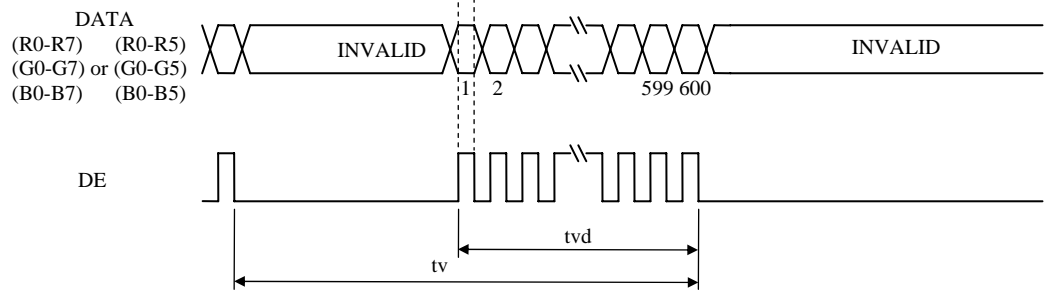 DATA
(R0-R7) (R0-R5)
(G0-G7) or (G0-G5)
(B0-B7) (B0-B5)
INVALID
INVALID
1 2 599 600
DE
tvd
tv